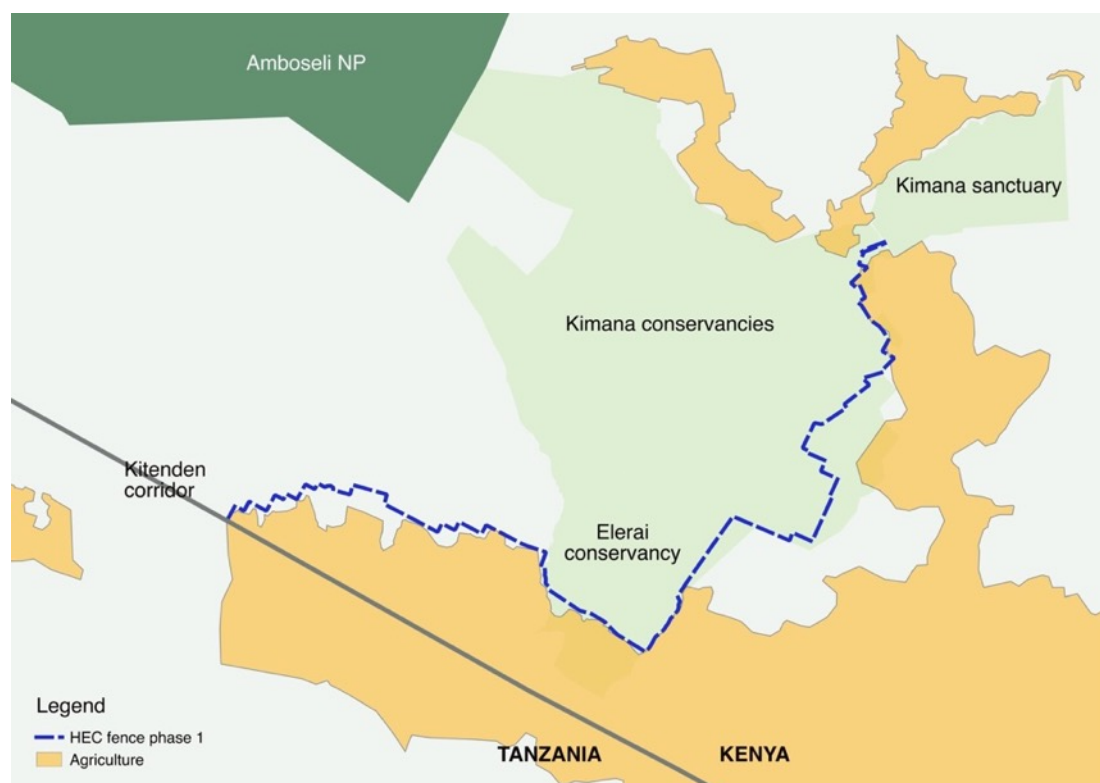 Amboseli NP
Kimana sanctuary
Kimana conservancies
Kitenden
corridor
Elerai
conservancy
Legend
HEC fence phase 1
Agriculture
TANZANIA
KENYA